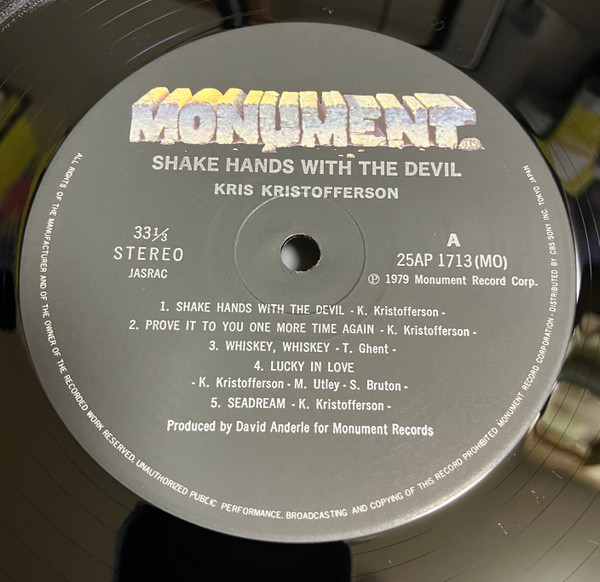 MONUMENT
SHAKE HANDS WITH THE DEVIL
KRIS KRISTOFFERSON
33⅓
STEREO
JASRAC
A
25AP 1713(MO)
Ⓟ 1979 Monument Record Corp.
1. SHAKE HANDS WiTH THE DEVIL - K. Kristofferson -
2. PROVE IT TO YOU ONE MORE TIME AGAIN - K. Kristofferson -
3. WHISKEY, WHISKEY - T. Ghent -
4. LUCKY IN LOVE
- K. Kristofferson - M. Utley - S. Bruton -
5. SEADREAM - K. Kristofferson -
Produced by David Anderle for Monument Records
ALL RIGHTS OF THE MANUFACTURER AND OF THE OWNER OF THE RECORDED WORK RESERVED. UNAUTHORIZED PUBLIC PERFORMANCE. BROADCASTING AND COPYING OF THIS RECORD PROHIBITED MONUMENT RECORD CORPORATION · DISTRIBUTED BY CBS/SONY INC. TOKYO JAPAN